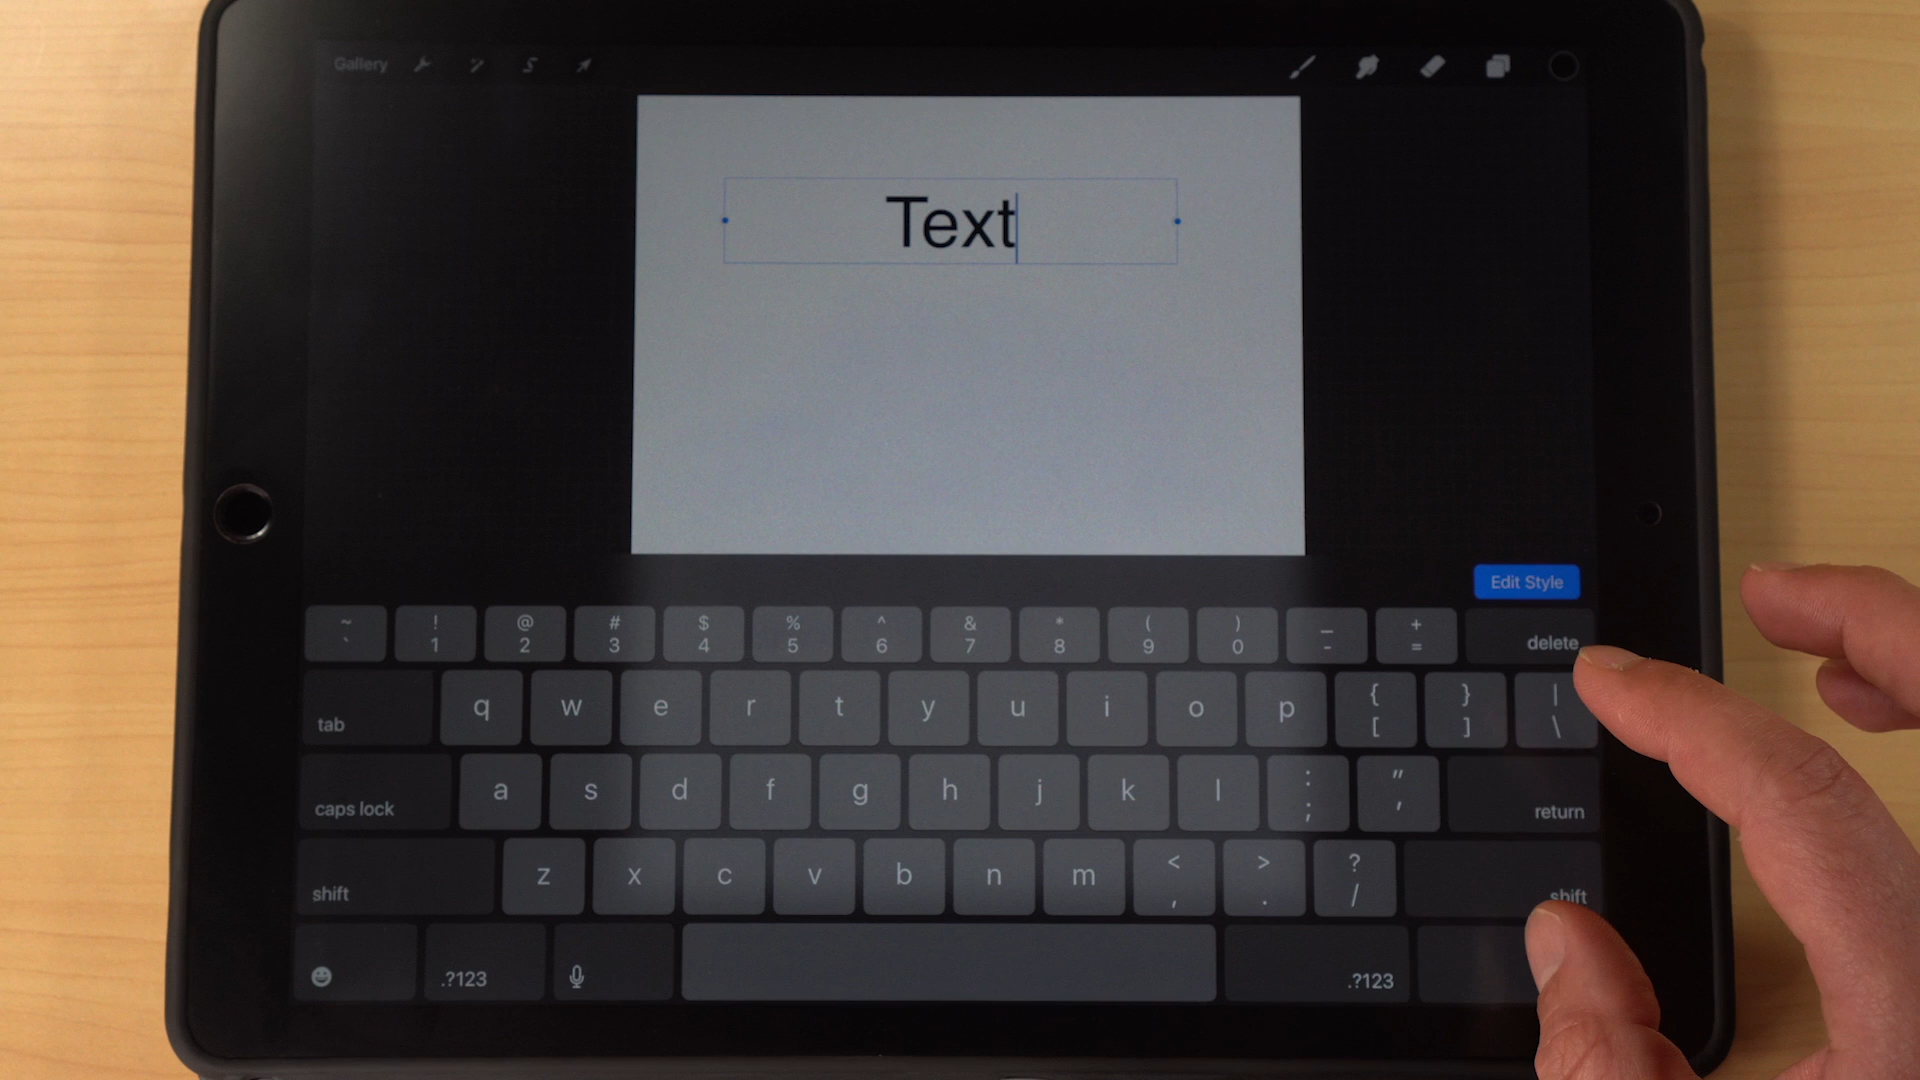 Gallery
Text
Edit Style
~ ! @ # $ % ^ & * ( ) _ +
` 1 2 3 4 5 6 7 8 9 0 - = delete
tab q w e r t y u i o p { [ } ] | \
caps lock a s d f g h j k l : ; " ' return
shift z x c v b n m < , > . ? / shift
.?123 .?123